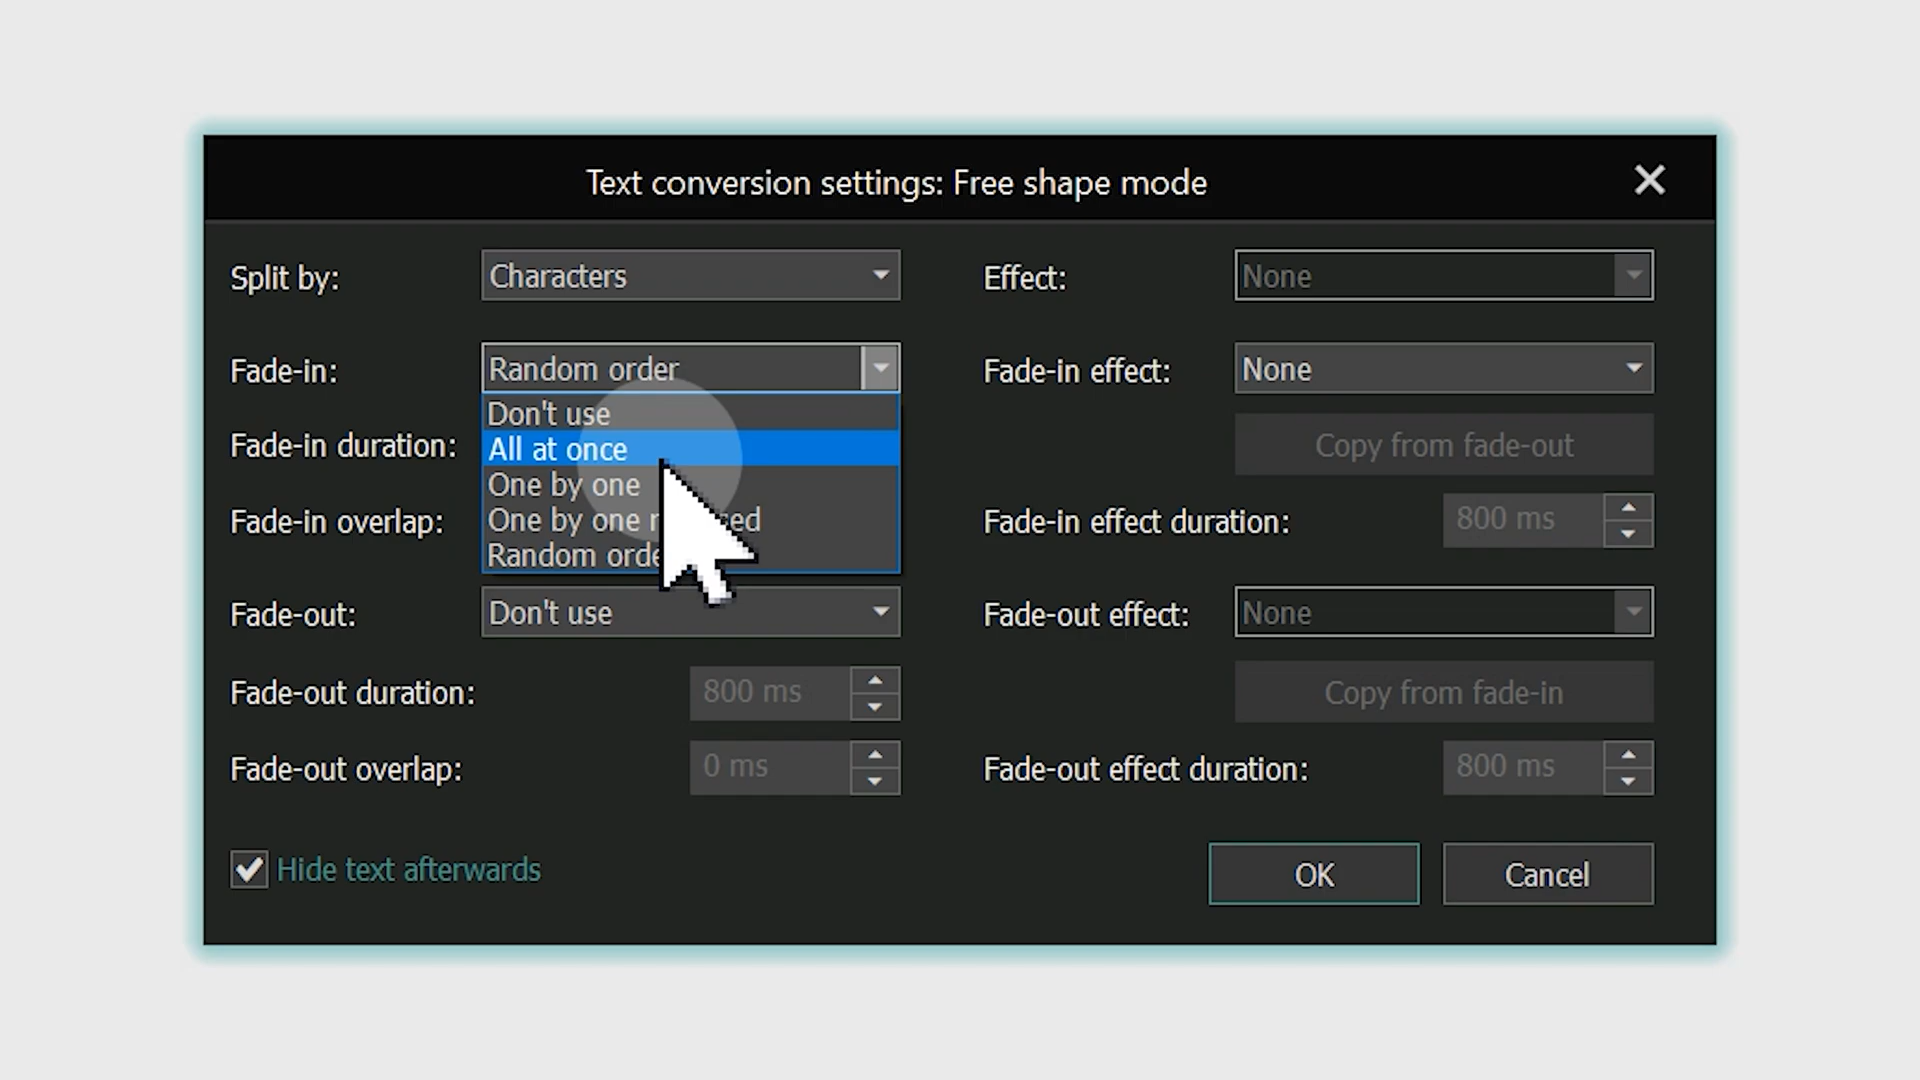 Text conversion settings: Free shape mode
Split by: Characters
Effect: None
Fade-in: Random order
Fade-in effect: None
Don't use
Fade-in duration: All at once
Copy from fade-out
One by one
Fade-in overlap: One by one
Fade-in effect duration: 800 ms
Random
Fade-out: Don't use
Fade-out effect: None
Fade-out duration: 800 ms
Copy from fade-in
Fade-out overlap: 0 ms
Fade-out effect duration: 800 ms
Hide text afterwards
OK
Cancel